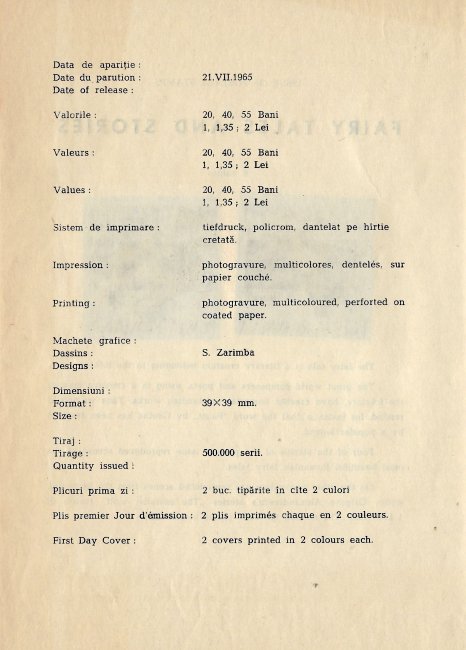 Data de apariție :
Date du parution : 21.VII.1965
Date of release :
Valorile : 20, 40, 55 Bani
1, 1,35 ; 2 Lei
Valeurs : 20, 40, 55 Bani
1, 1,35 ; 2 Lei
Values : 20, 40, 55 Bani
1, 1,35 ; 2 Lei
Sistem de imprimare : tiefdruck, policrom, dantelat pe hîrtie
cretată.
Impression : photogravure, multicolores, dentelés, sur
papier couché.
Printing : photogravure, multicoloured, perforted on
coated paper.
Machete grafice :
Dassins : S. Zarimba
Designs :
Dimensiuni :
Format : 39×39 mm.
Size :
Tiraj :
Tirage : 500.000 serii.
Quantity issued :
Plicuri prima zi : 2 buc. tipărite în cîte 2 culori
Plis premier Jour d'émission : 2 plis imprimés chaque en 2 couleurs.
First Day Cover : 2 covers printed in 2 colours each.